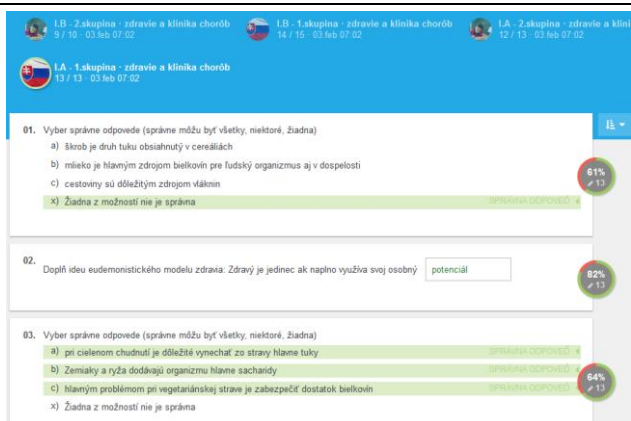 I.B - 2.skupina · zdravie a klinika chorôb
9 / 10 · 03.feb 07:02
I.B - 1.skupina · zdravie a klinika chorôb
14 / 15 · 03.feb 07:02
I.A - 2.skupina · zdravie a klini
12 / 13 · 03.feb 07:02
I.A - 1.skupina · zdravie a klinika chorôb
13 / 13 · 03.feb 07:02
01. Vyber správne odpovede (správne môžu byť všetky, niektoré, žiadna)
a) škrob je druh tuku obsiahnutý v cereáliách
b) mlieko je hlavným zdrojom bielkovín pre ľudský organizmus aj v dospelosti
61%
13
c) cestoviny sú dôležitým zdrojom vláknin
x) Žiadna z možností nie je správna SPRÁVNA ODPOVEĎ
02. Doplň ideu eudemonistického modelu zdravia: Zdravý je jedinec ak naplno využíva svoj osobný potenciál
82%
13
03. Vyber správne odpovede (správne môžu byť všetky, niektoré, žiadna)
a) pri cielenom chudnutí je dôležité vynechať zo stravy hlavne tuky SPRÁVNA ODPOVEĎ
b) Zemiaky a ryža dodávajú organizmu hlavne sacharidy SPRÁVNA ODPOVEĎ
64%
13
c) hlavným problémom pri vegetariánskej strave je zabezpečiť dostatok bielkovín SPRÁVNA ODPOVEĎ
x) Žiadna z možností nie je správna